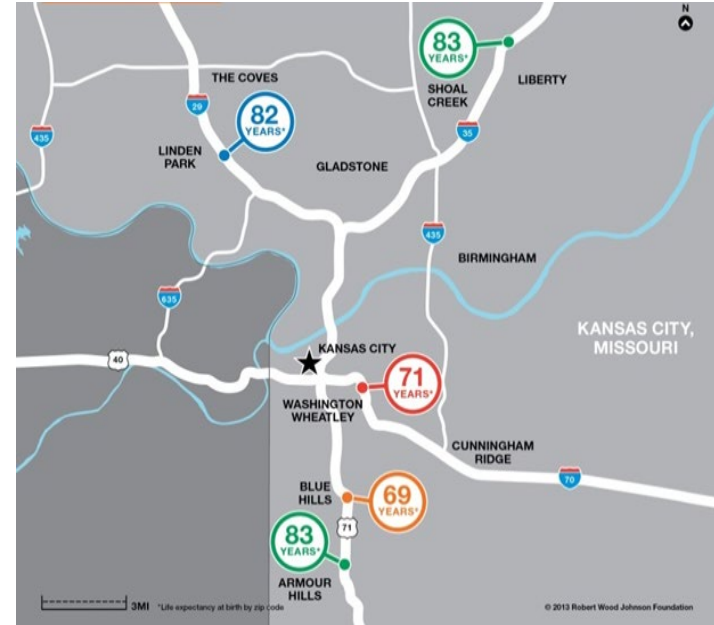 N
83
YEARS*
THE COVES
LIBERTY
SHOAL
CREEK
29
82
YEARS*
435
35
LINDEN
PARK
GLADSTONE
435
BIRMINGHAM
635
KANSAS CITY,
MISSOURI
KANSAS CITY
40
71
YEARS*
WASHINGTON
WHEATLEY
CUNNINGHAM
RIDGE
70
BLUE
HILLS
69
YEARS*
71
83
YEARS*
ARMOUR
HILLS
3MI
*Life expectancy at birth by zip code
© 2013 Robert Wood Johnson Foundation